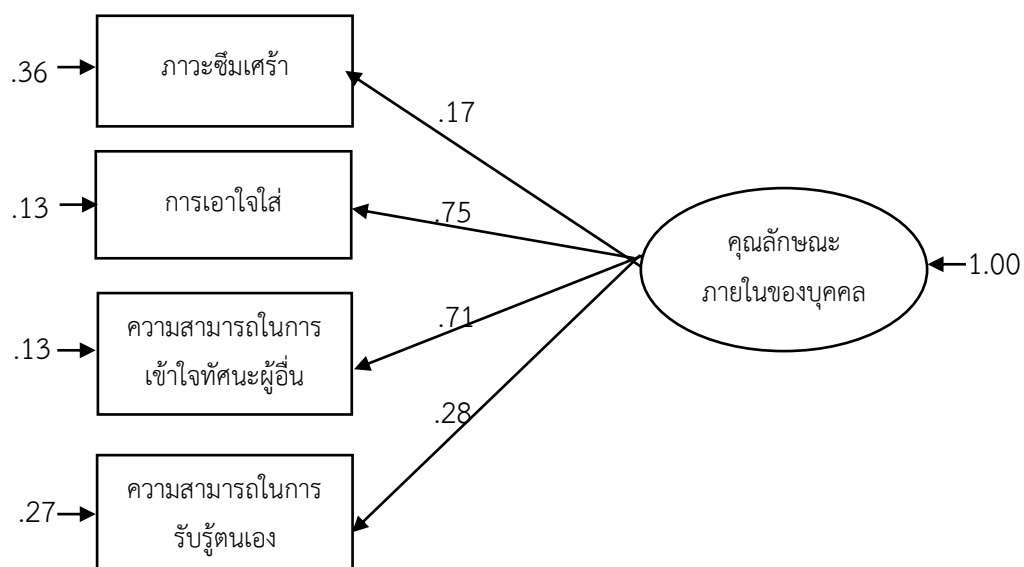 .36
ภาวะซึมเศร้า
.17
.13
การเอาใจใส่
.75
คุณลักษณะ
ภายในของบุคคล
1.00
.13
ความสามารถในการ
เข้าใจทัศนะผู้อื่น
.71
.28
.27
ความสามารถในการ
รับรู้ตนเอง